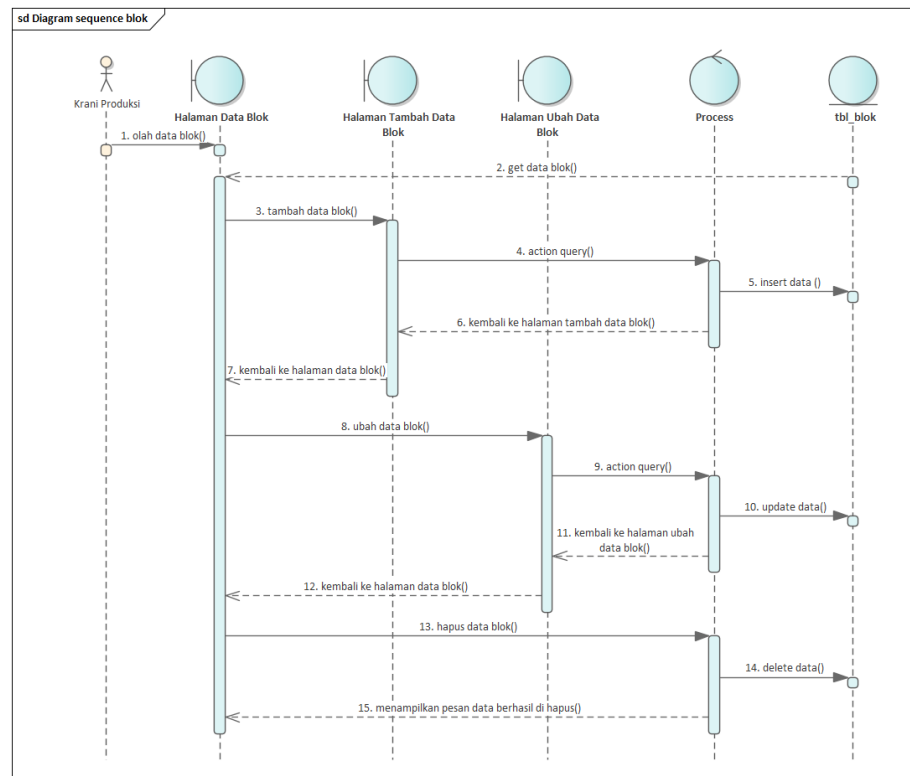 sd Diagram sequence blok
Krani Produksi
Halaman Data Blok
Halaman Tambah Data
Blok
Halaman Ubah Data
Blok
Process
tbl_blok
1. olah data blok()
2. get data blok()
3. tambah data blok()
4. action query()
5. insert data ()
6. kembali ke halaman tambah data blok()
7. kembali ke halaman data blok()
8. ubah data blok()
9. action query()
10. update data()
11. kembali ke halaman ubah
data blok()
12. kembali ke halaman data blok()
13. hapus data blok()
14. delete data()
15. menampilkan pesan data berhasil di hapus()